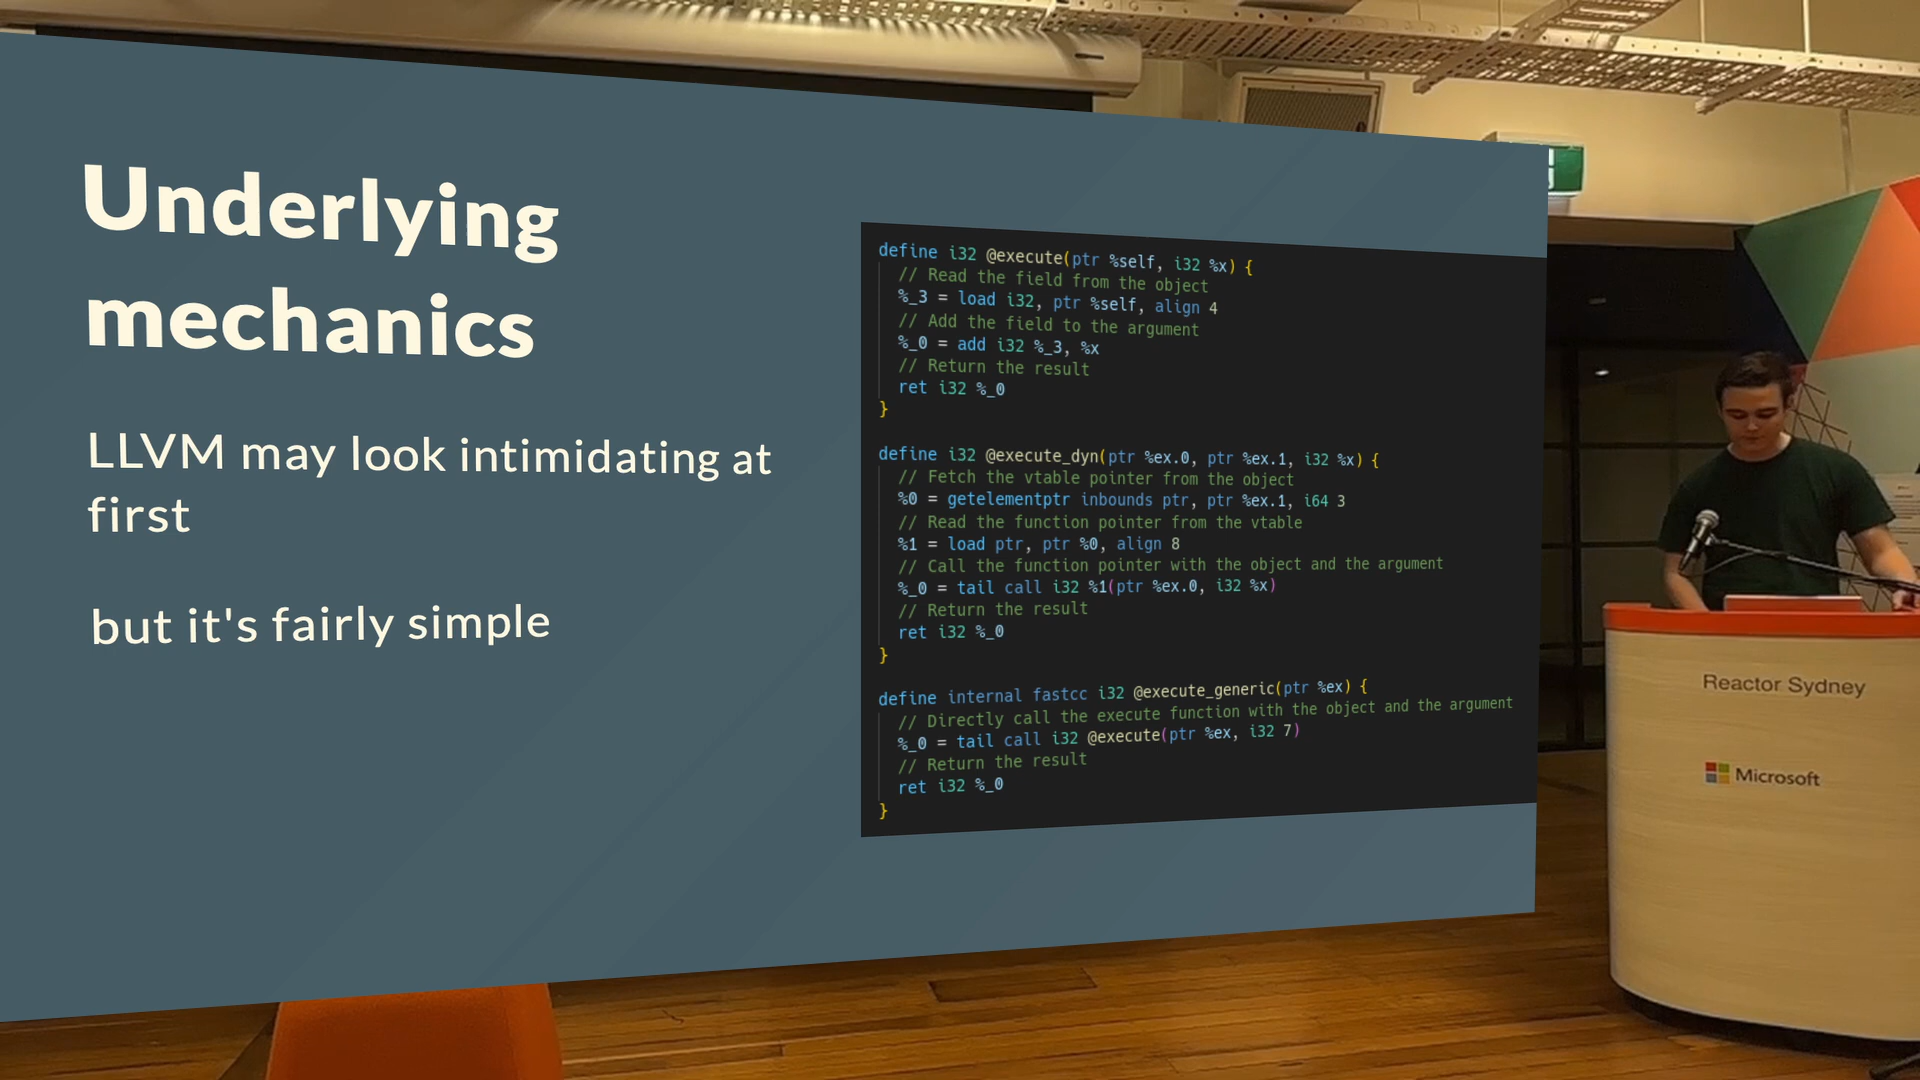 Underlying
mechanics
LLVM may look intimidating at
first
but it's fairly simple
define i32 @execute(ptr %self, i32 %x) {
// Read the field from the object
%_3 = load i32, ptr %self, align 4
// Add the field to the argument
%_0 = add i32 %_3, %x
// Return the result
ret i32 %_0
}
define i32 @execute_dyn(ptr %ex.0, ptr %ex.1, i32 %x) {
// Fetch the vtable pointer from the object
%0 = getelementptr inbounds ptr, ptr %ex.1, i64 3
// Read the function pointer from the vtable
%1 = load ptr, ptr %0, align 8
// Call the function pointer with the object and the argument
%_0 = tail call i32 %1(ptr %ex.0, i32 %x)
// Return the result
ret i32 %_0
}
define internal fastcc i32 @execute_generic(ptr %ex) {
// Directly call the execute function with the object and the argument
%_0 = tail call i32 @execute(ptr %ex, i32 7)
// Return the result
ret i32 %_0
}
Reactor Sydney
Microsoft